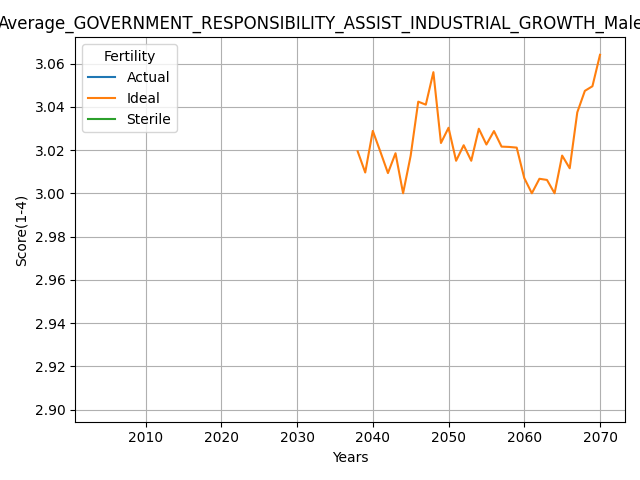 Average_GOVERNMENT_RESPONSIBILITY_ASSIST_INDUSTRIAL_GROWTH_Male
Fertility
Actual
Ideal
Sterile
3.06
3.04
3.02
3.00
2.98
2.96
2.94
2.92
2.90
Score(1-4)
2010 2020 2030 2040 2050 2060 2070
Years